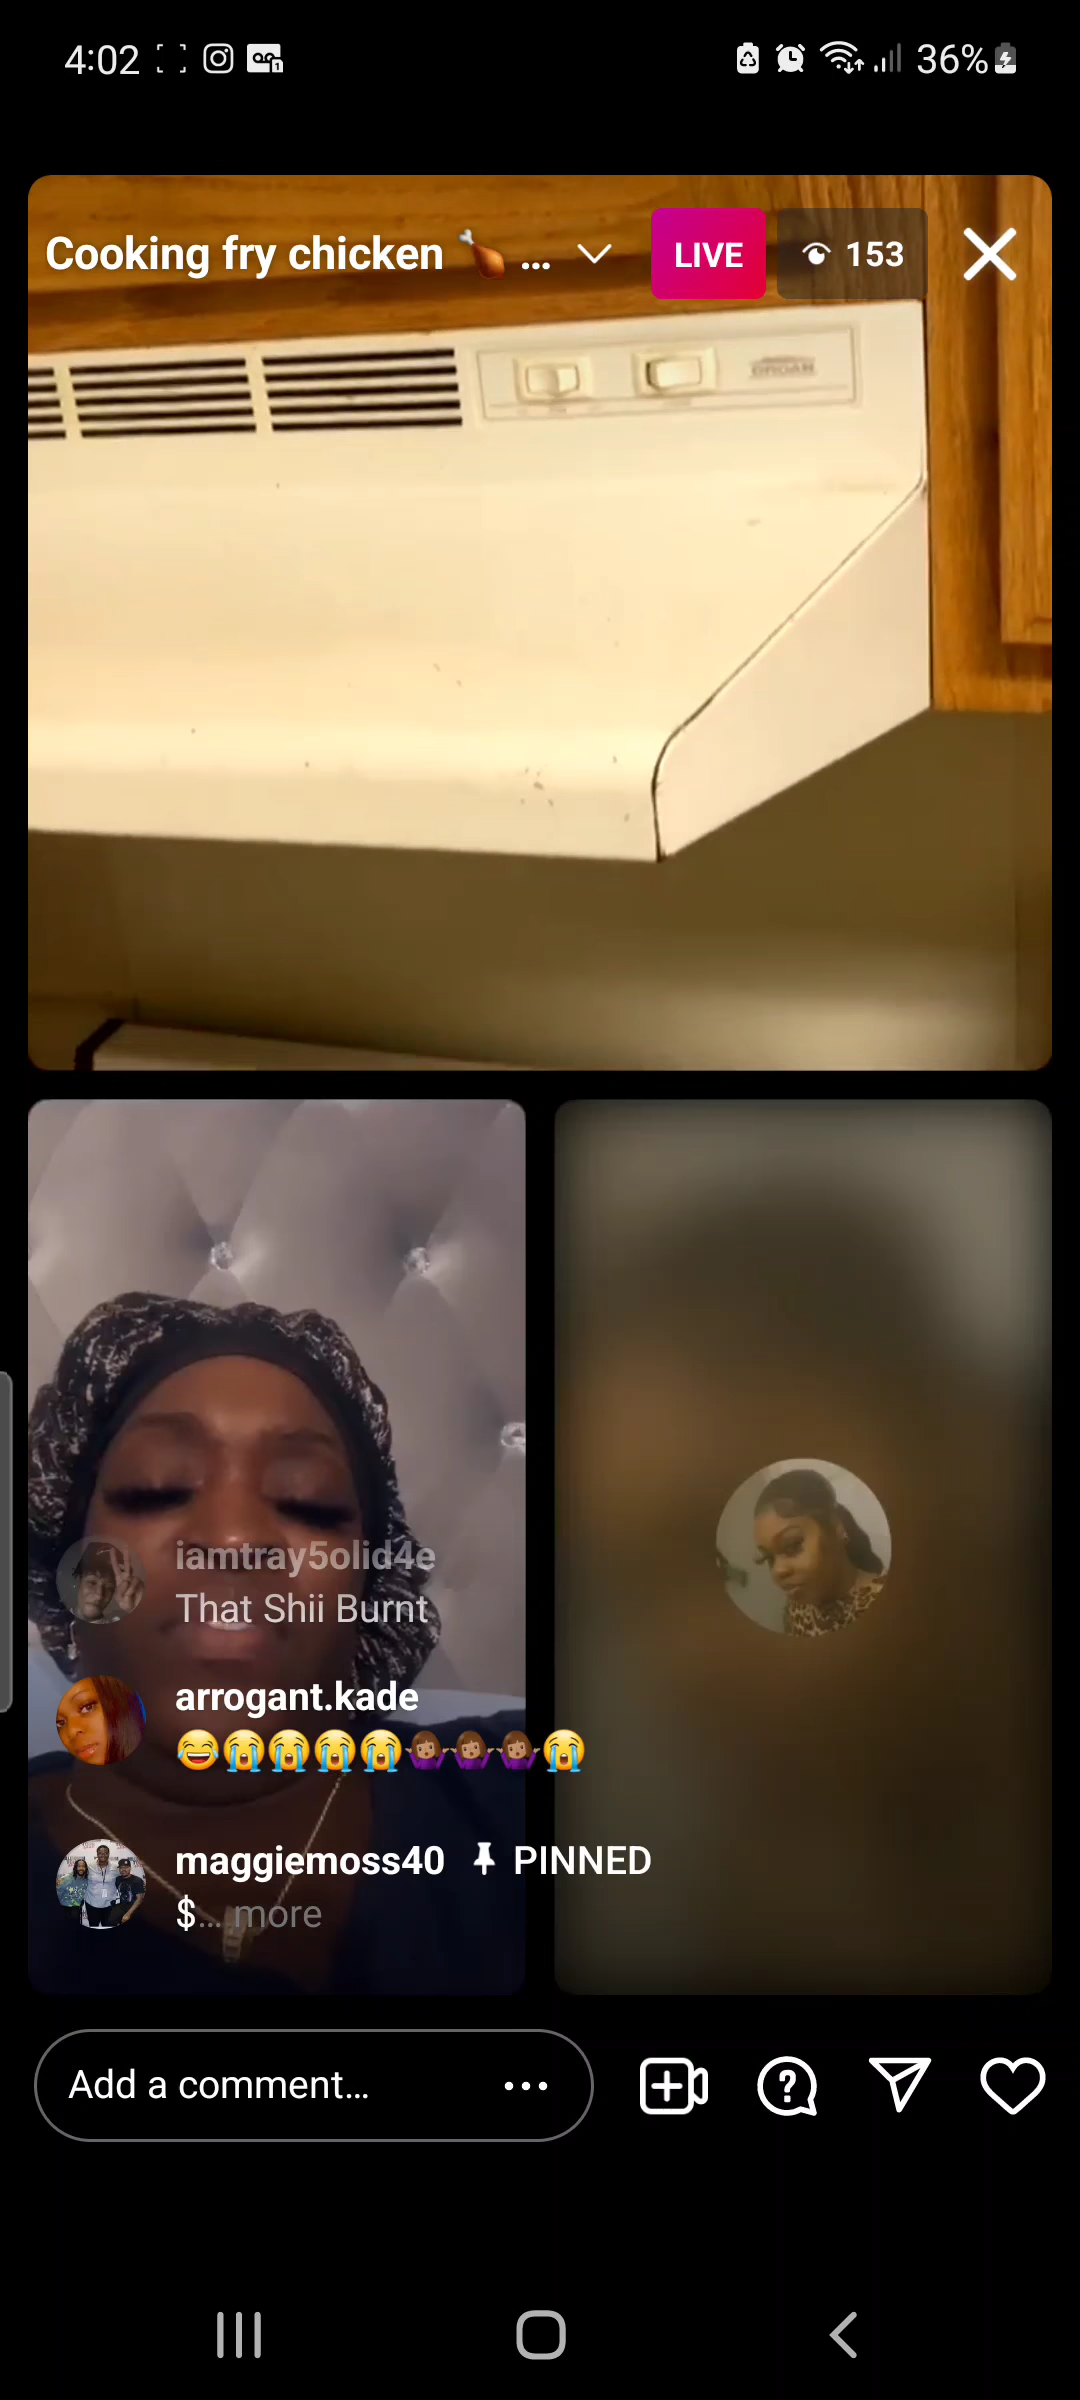 4:02
36%
Cooking fry chicken 🍗 ...
LIVE
153
iamtray5olid4e
That Shii Burnt
arrogant.kade
😂😭😭😭😭🤷🏽‍♀️🤷🏽‍♀️🤷🏽‍♀️😭
maggiemoss40 📌 PINNED
$... more
Add a comment...